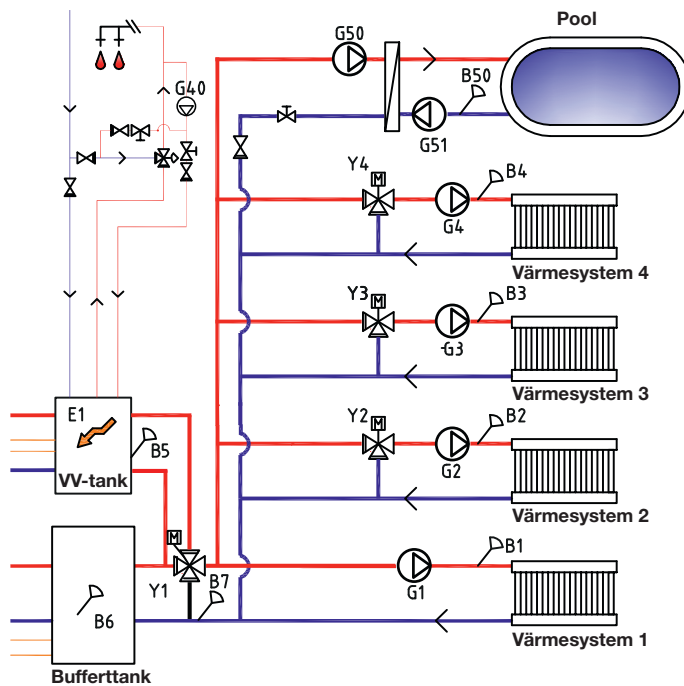 Pool
G50
G40
B50
G51
Y4
M
B4
G4
Värmesystem 4
Y3
M
B3
G3
Värmesystem 3
E1
B5
VV-tank
Y2
M
B2
G2
Värmesystem 2
M
Y1
B7
B1
G1
B6
Värmesystem 1
Bufferttank